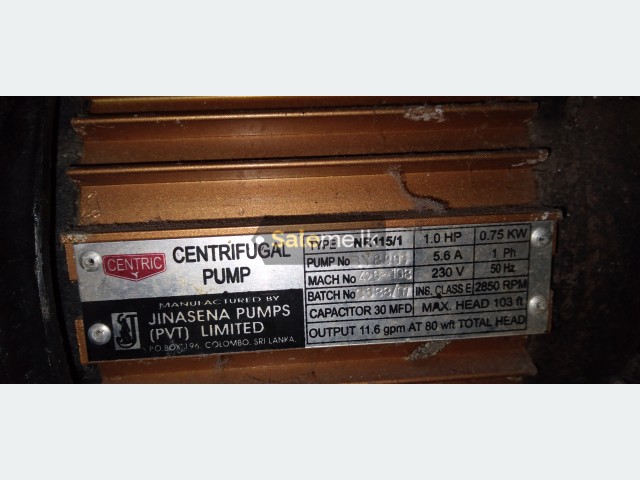 CENTRIC
CENTRIFUGAL
PUMP
MANUFACTURED BY
JINASENA PUMPS
(PVT) LIMITED
P.O.BOX 196, COLOMBO, SRI LANKA.
TYPE NR115/1 1.0 HP 0.75 KW
PUMP No 5.6 A 1 Ph
MACH No 230 V 50 Hz
BATCH No INS. CLASS E 2850 RPM
CAPACITOR 30 MFD MAX. HEAD 103 ft
OUTPUT 11.6 gpm AT 80 wft TOTAL HEAD